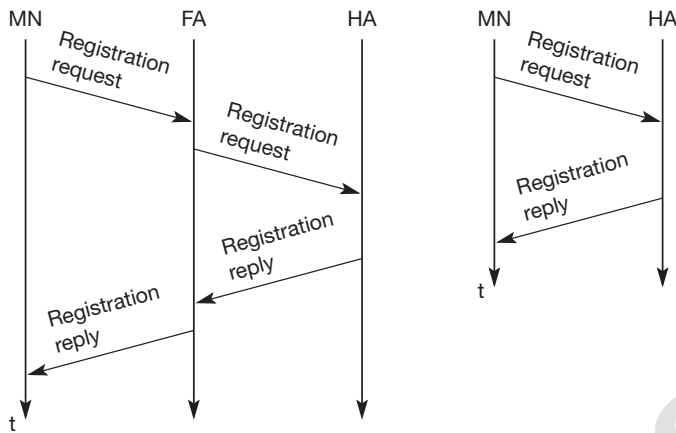 MN FA HA
Registration
request
Registration
request
Registration
reply
Registration
reply
t
MN HA
Registration
request
Registration
reply
t